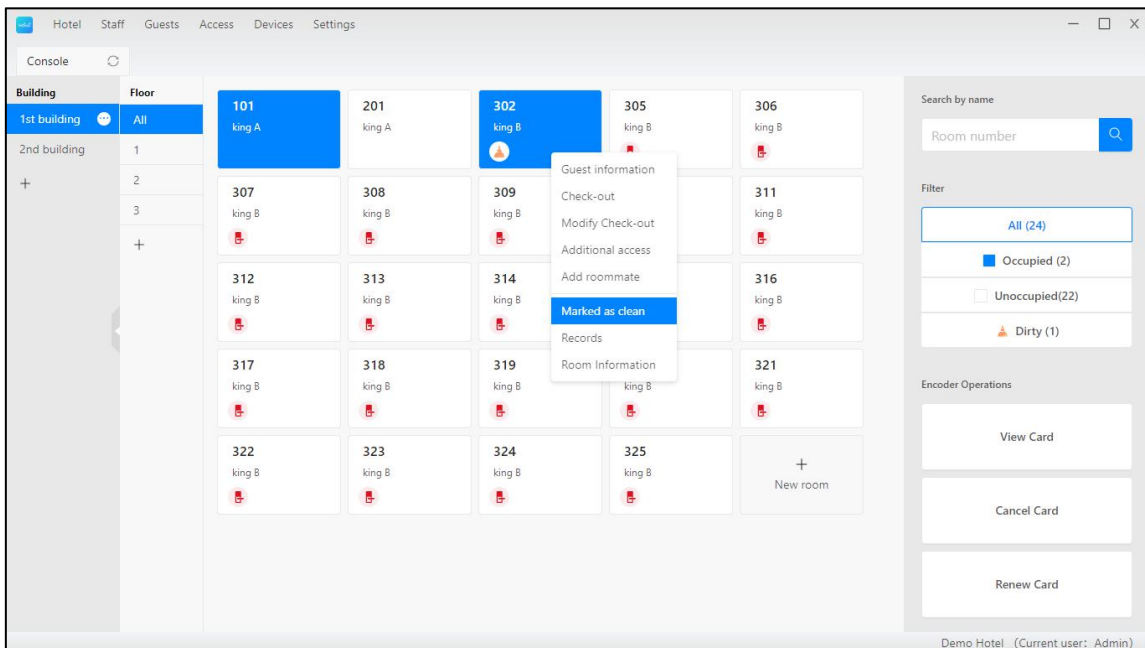 Hotel Staff Guests Access Devices Settings
Console
Building
1st building
2nd building
Floor
All
1
2
3
101
king A
201
king A
302
king B
305
king B
306
king B
307
king B
308
king B
309
king B
311
king B
312
king B
313
king B
314
king B
316
king B
317
king B
318
king B
319
king B
king B
321
king B
322
king B
323
king B
324
king B
325
king B
+
New room
Guest information
Check-out
Modify Check-out
Additional access
Add roommate
Marked as clean
Records
Room Information
Search by name
Room number
Filter
All (24)
Occupied (2)
Unoccupied(22)
Dirty (1)
Encoder Operations
View Card
Cancel Card
Renew Card
Demo Hotel (Current user: Admin)